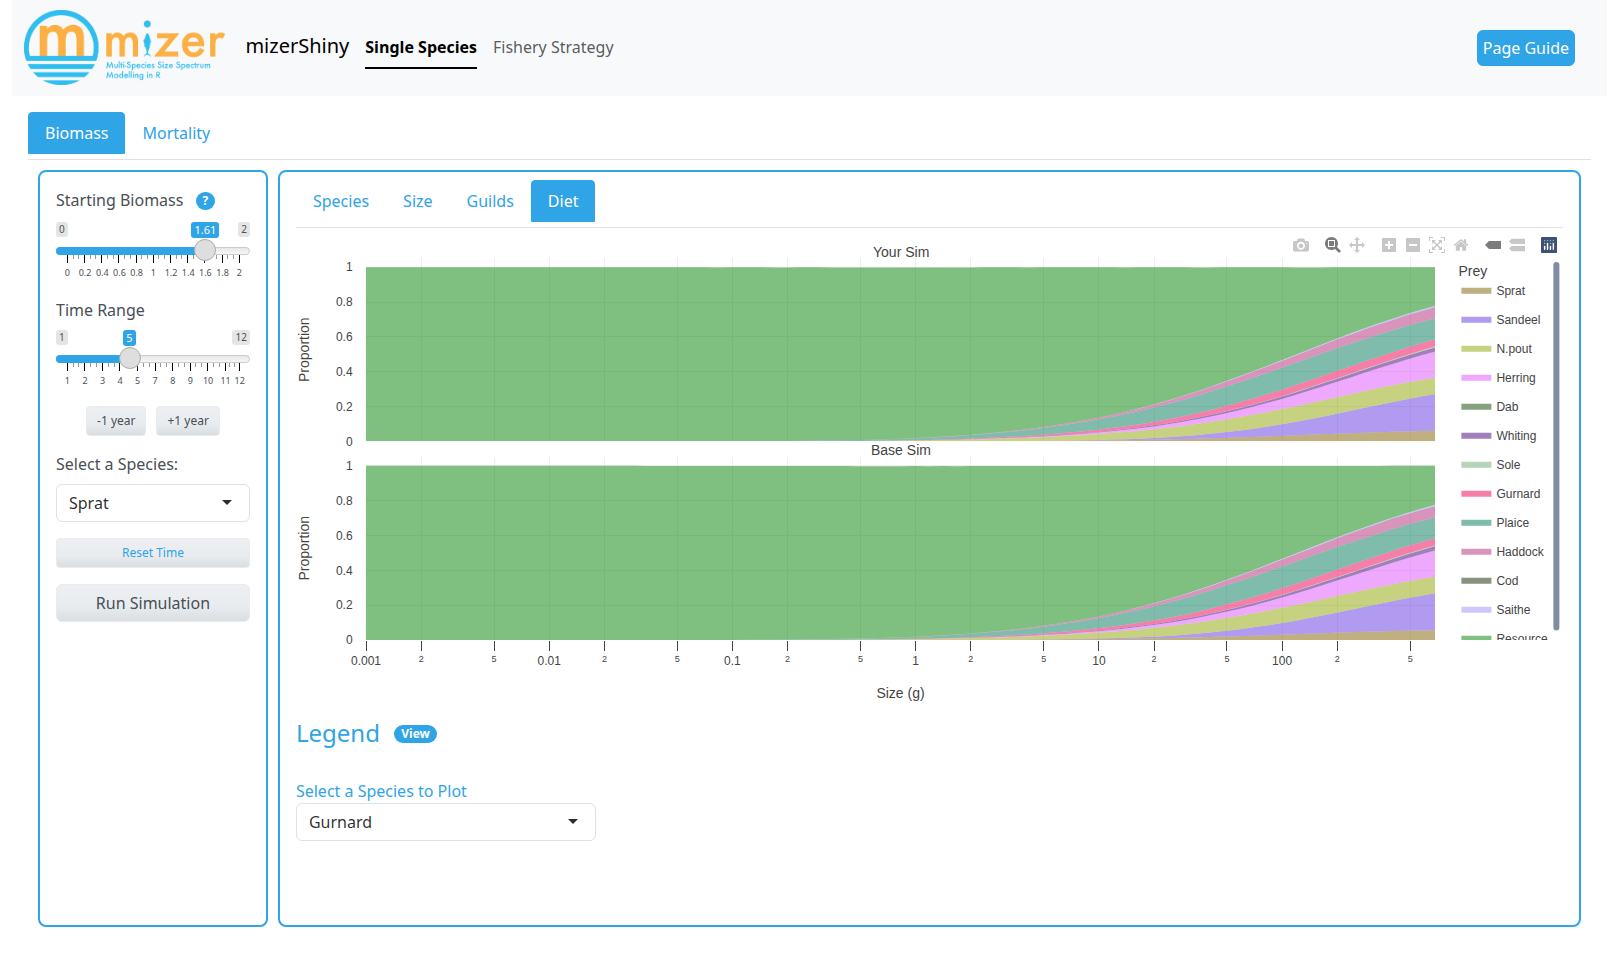 mizer
Multi-Species Size Spectrum
Modelling in R
mizerShiny Single Species Fishery Strategy
Page Guide
Biomass Mortality
Starting Biomass ?
0 1.61 2
0 0.2 0.4 0.6 0.8 1 1.2 1.4 1.6 1.8 2
Time Range
1 5 12
1 2 3 4 5 7 8 9 10 11 12
-1 year +1 year
Select a Species:
Sprat
Reset Time
Run Simulation
Species Size Guilds Diet
Your Sim
1
0.8
0.6
0.4
0.2
0
Proportion
Base Sim
1
0.8
0.6
0.4
0.2
0
Proportion
0.001 2 5 0.01 2 5 0.1 2 5 1 2 5 10 2 5 100 2 5
Size (g)
Prey
Sprat
Sandeel
N.pout
Herring
Dab
Whiting
Sole
Gurnard
Plaice
Haddock
Cod
Saithe
Resource
Legend View
Select a Species to Plot
Gurnard